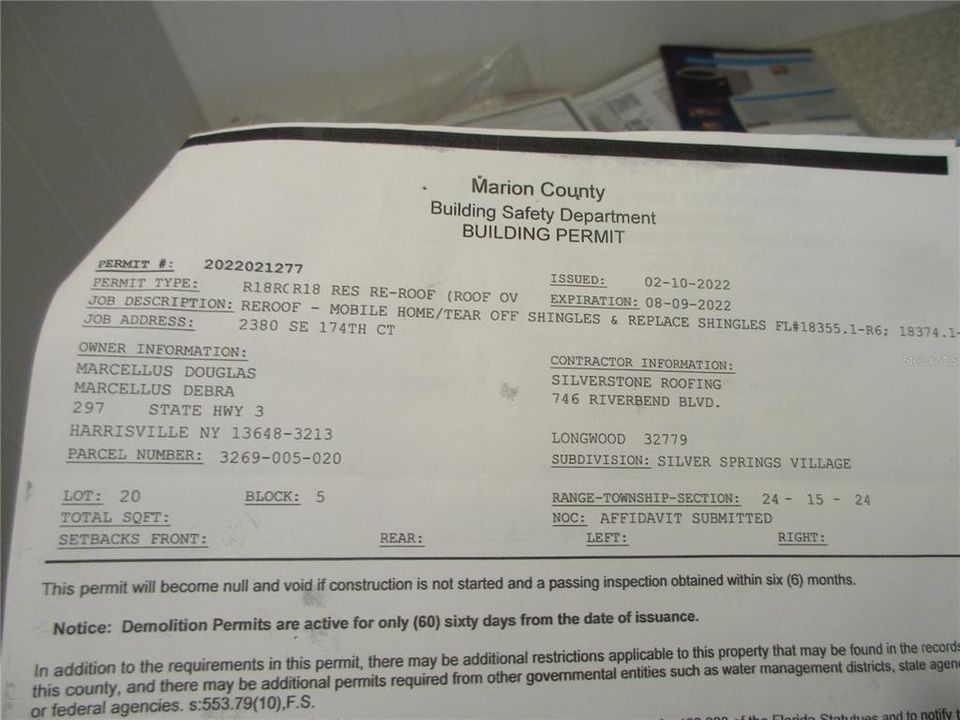 Marion County
Building Safety Department
BUILDING PERMIT
PERMIT #: 2022021277
PERMIT TYPE: R18RCR18 RES RE-ROOF (ROOF OV
ISSUED: 02-10-2022
EXPIRATION: 08-09-2022
JOB DESCRIPTION: REROOF - MOBILE HOME/TEAR OFF SHINGLES & REPLACE SHINGLES FL#18355.1-R6; 18374.1-
JOB ADDRESS: 2380 SE 174TH CT
OWNER INFORMATION:
MARCELLUS DOUGLAS
MARCELLUS DEBRA
297 STATE HWY 3
HARRISVILLE NY 13648-3213
PARCEL NUMBER: 3269-005-020
CONTRACTOR INFORMATION:
SILVERSTONE ROOFING
746 RIVERBEND BLVD.
LONGWOOD 32779
SUBDIVISION: SILVER SPRINGS VILLAGE
LOT: 20 BLOCK: 5
RANGE-TOWNSHIP-SECTION: 24 - 15 - 24
TOTAL SQFT:
NOC: AFFIDAVIT SUBMITTED
SETBACKS FRONT: REAR: LEFT: RIGHT:
This permit will become null and void if construction is not started and a passing inspection obtained within six (6) months.
Notice: Demolition Permits are active for only (60) sixty days from the date of issuance.
In addition to the requirements in this permit, there may be additional restrictions applicable to this property that may be found in the records
this county, and there may be additional permits required from other governmental entities such as water management districts, state agen
or federal agencies. s:553.79(10),F.S.
of the Florida Statutues and to notify t
Stellar MLS